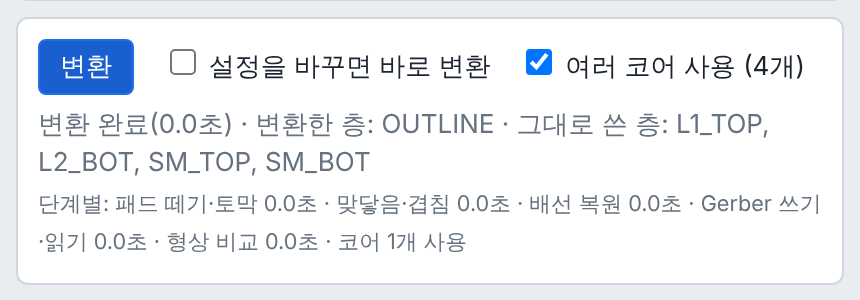 변환 설정을 바꾸면 바로 변환 여러 코어 사용 (4개)
변환 완료(0.0초) · 변환한 층: OUTLINE · 그대로 쓴 층: L1_TOP,
L2_BOT, SM_TOP, SM_BOT
단계별: 패드 떼기·토막 0.0초 · 맞닿음·겹침 0.0초 · 배선 복원 0.0초 · Gerber 쓰기
·읽기 0.0초 · 형상 비교 0.0초 · 코어 1개 사용